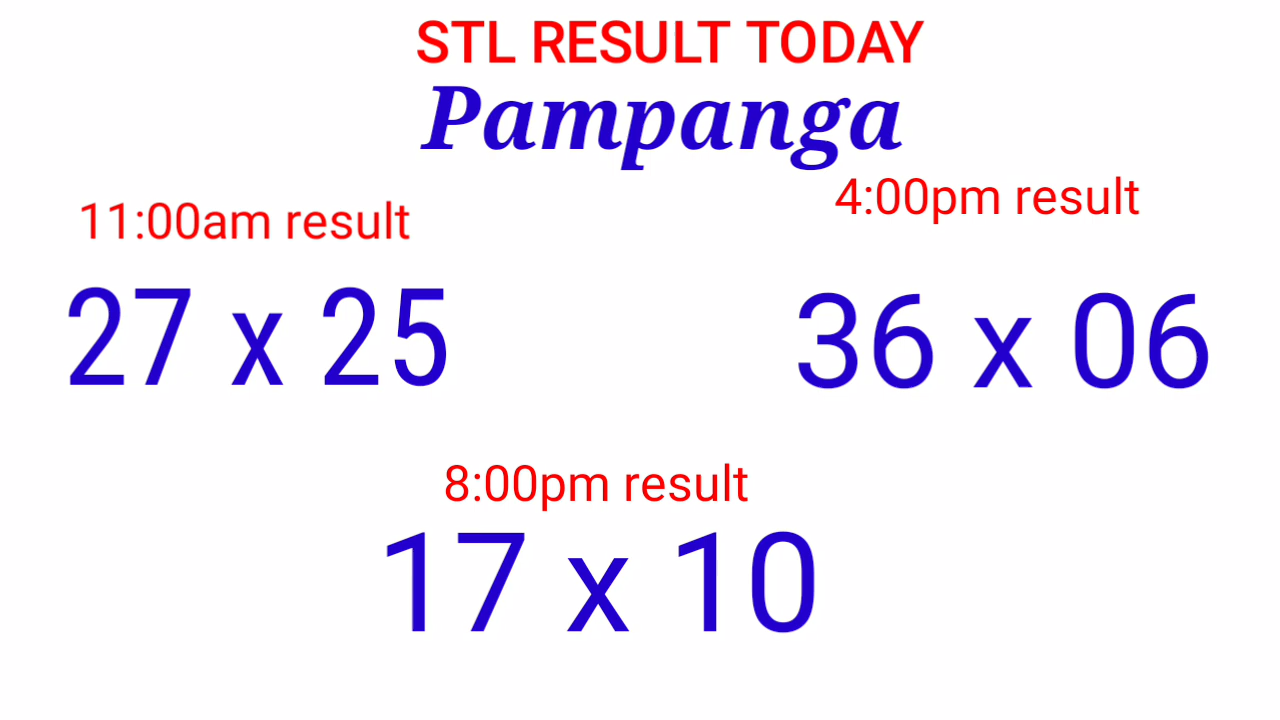 STL RESULT TODAY
Pampanga
11:00am result
27 x 25
4:00pm result
36 x 06
8:00pm result
17 x 10